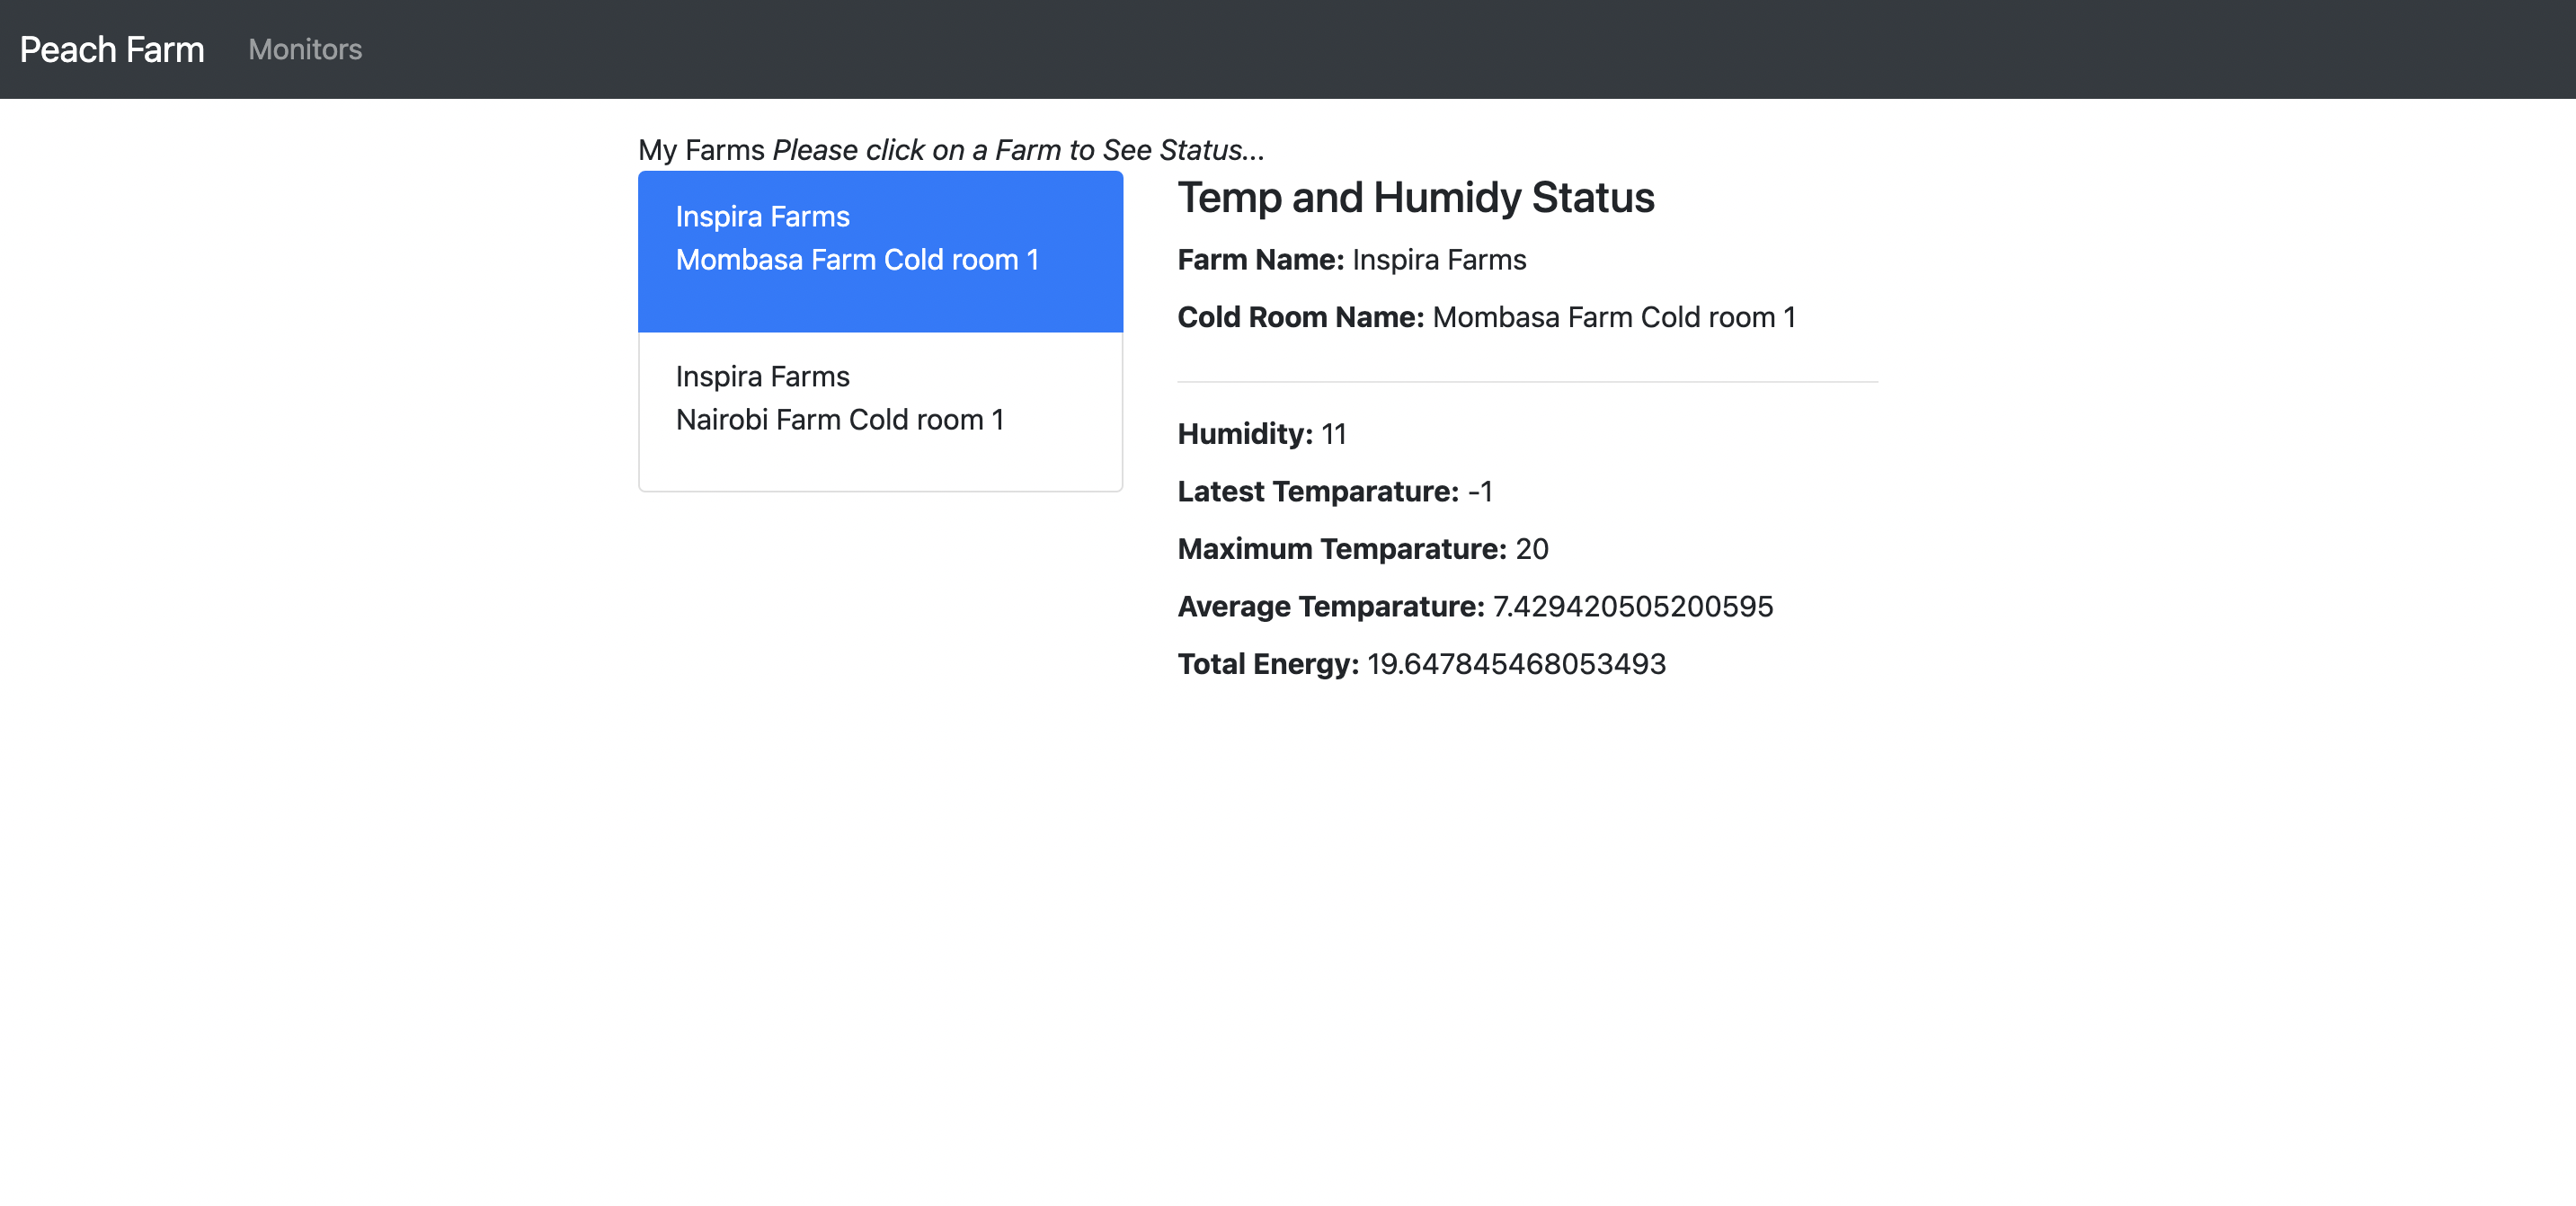 Peach Farm Monitors
My Farms Please click on a Farm to See Status...
Inspira Farms
Mombasa Farm Cold room 1
Inspira Farms
Nairobi Farm Cold room 1
Temp and Humidy Status
Farm Name: Inspira Farms
Cold Room Name: Mombasa Farm Cold room 1
Humidity: 11
Latest Temparature: -1
Maximum Temparature: 20
Average Temparature: 7.429420505200595
Total Energy: 19.647845468053493